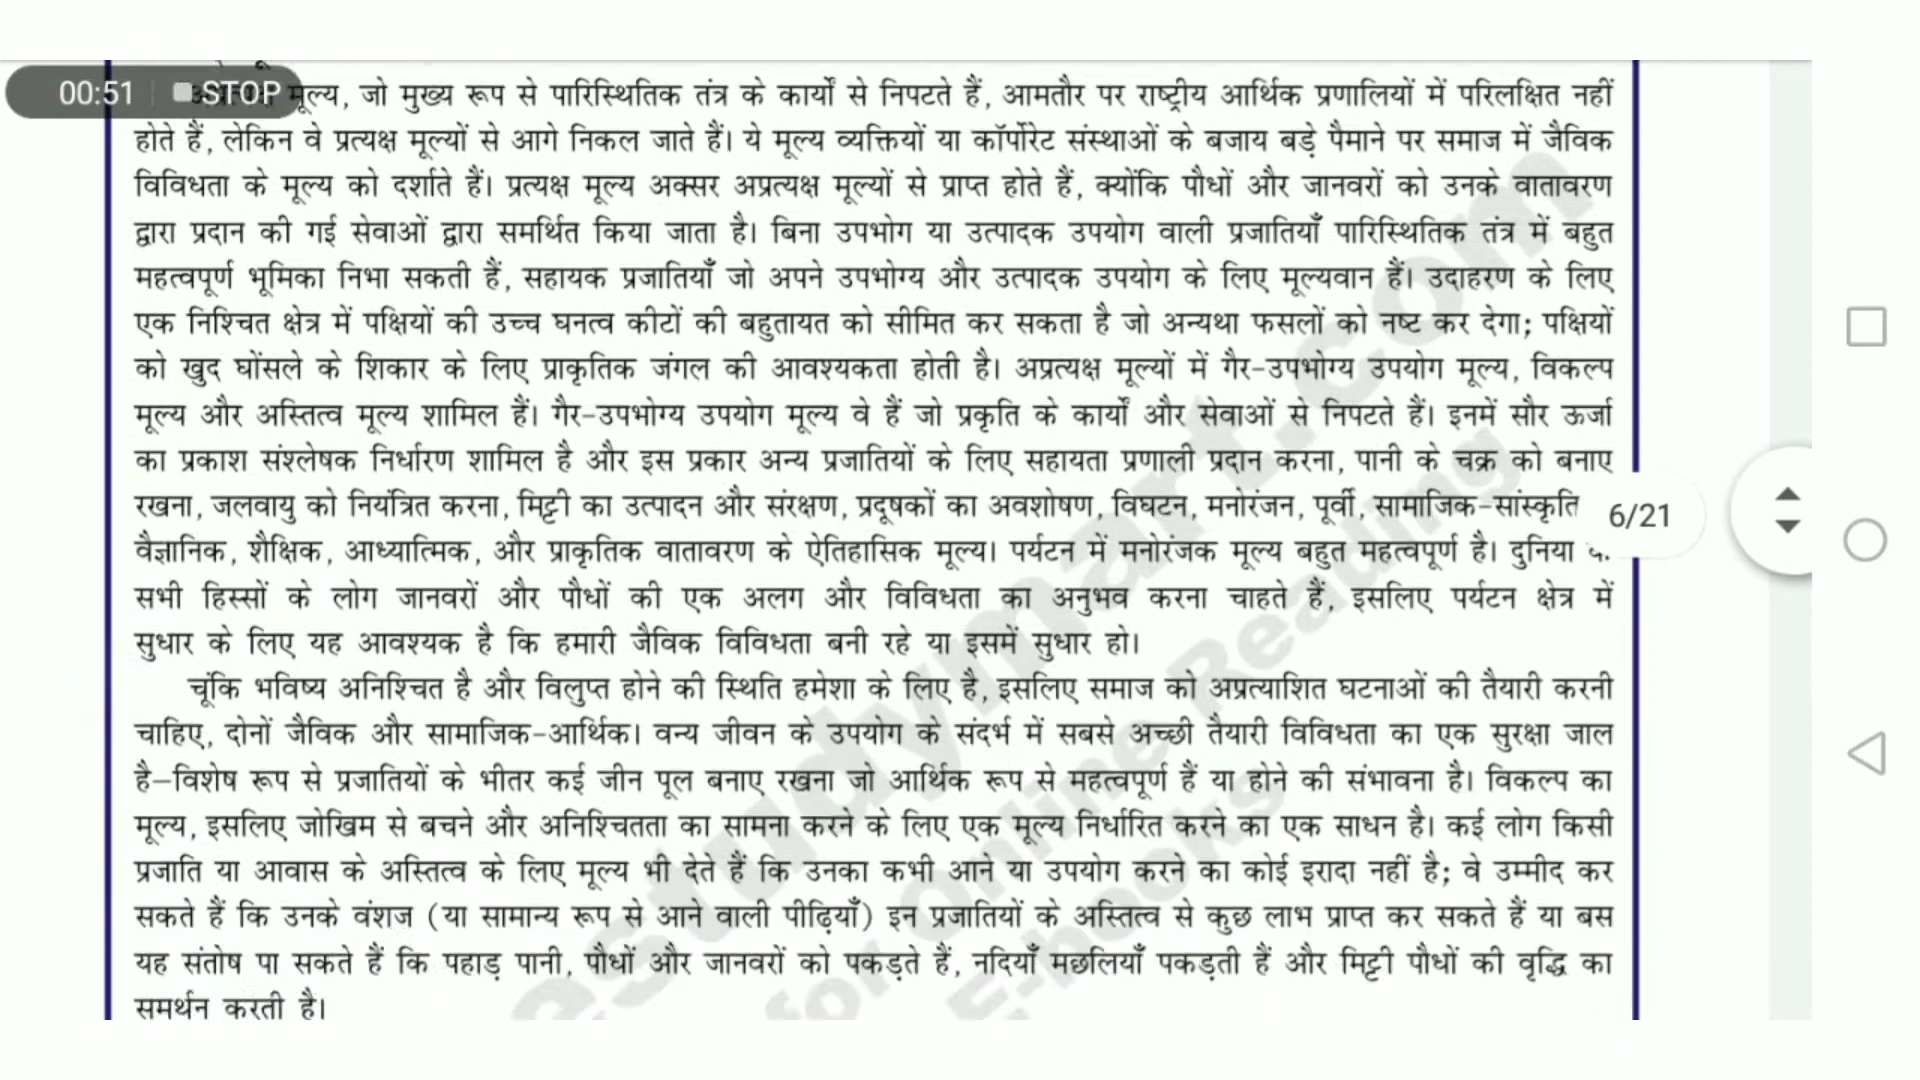 00:51 STOP
मूल्य, जो मुख्य रूप से पारिस्थितिक तंत्र के कार्यों से निपटते हैं, आमतौर पर राष्ट्रीय आर्थिक प्रणालियों में परिलक्षित नहीं
होते हैं, लेकिन वे प्रत्यक्ष मूल्यों से आगे निकल जाते हैं। ये मूल्य व्यक्तियों या कॉर्पोरेट संस्थाओं के बजाय बड़े पैमाने पर समाज में जैविक
विविधता के मूल्य को दर्शाते हैं। प्रत्यक्ष मूल्य अक्सर अप्रत्यक्ष मूल्यों से प्राप्त होते हैं, क्योंकि पौधों और जानवरों को उनके वातावरण
द्वारा प्रदान की गई सेवाओं द्वारा समर्थित किया जाता है। बिना उपभोग या उत्पादक उपयोग वाली प्रजातियाँ पारिस्थितिक तंत्र में बहुत
महत्वपूर्ण भूमिका निभा सकती हैं, सहायक प्रजातियाँ जो अपने उपभोग्य और उत्पादक उपयोग के लिए मूल्यवान हैं। उदाहरण के लिए
एक निश्चित क्षेत्र में पक्षियों की उच्च घनत्व कीटों की बहुतायत को सीमित कर सकता है जो अन्यथा फसलों को नष्ट कर देगा; पक्षियों
को खुद घोंसले के शिकार के लिए प्राकृतिक जंगल की आवश्यकता होती है। अप्रत्यक्ष मूल्यों में गैर-उपभोग्य उपयोग मूल्य, विकल्प
मूल्य और अस्तित्व मूल्य शामिल हैं। गैर-उपभोग्य उपयोग मूल्य वे हैं जो प्रकृति के कार्यों और सेवाओं से निपटते हैं। इनमें सौर ऊर्जा
का प्रकाश संश्लेषक निर्धारण शामिल है और इस प्रकार अन्य प्रजातियों के लिए सहायता प्रणाली प्रदान करना, पानी के चक्र को बनाए
रखना, जलवायु को नियंत्रित करना, मिट्टी का उत्पादन और संरक्षण, प्रदूषकों का अवशोषण, विघटन, मनोरंजन, पूर्वी, सामाजिक-सांस्कृति 6/21
वैज्ञानिक, शैक्षिक, आध्यात्मिक, और प्राकृतिक वातावरण के ऐतिहासिक मूल्य। पर्यटन में मनोरंजक मूल्य बहुत महत्वपूर्ण है। दुनिया
सभी हिस्सों के लोग जानवरों और पौधों की एक अलग और विविधता का अनुभव करना चाहते हैं, इसलिए पर्यटन क्षेत्र में
सुधार के लिए यह आवश्यक है कि हमारी जैविक विविधता बनी रहे या इसमें सुधार हो।
चूंकि भविष्य अनिश्चित है और विलुप्त होने की स्थिति हमेशा के लिए है, इसलिए समाज को अप्रत्याशित घटनाओं की तैयारी करनी
चाहिए, दोनों जैविक और सामाजिक-आर्थिक। वन्य जीवन के उपयोग के संदर्भ में सबसे अच्छी तैयारी विविधता का एक सुरक्षा जाल
है—विशेष रूप से प्रजातियों के भीतर कई जीन पूल बनाए रखना जो आर्थिक रूप से महत्वपूर्ण हैं या होने की संभावना है। विकल्प का
मूल्य, इसलिए जोखिम से बचने और अनिश्चितता का सामना करने के लिए एक मूल्य निर्धारित करने का एक साधन है। कई लोग किसी
प्रजाति या आवास के अस्तित्व के लिए मूल्य भी देते हैं कि उनका कभी आने या उपयोग करने का कोई इरादा नहीं है; वे उम्मीद कर
सकते हैं कि उनके वंशज (या सामान्य रूप से आने वाली पीढ़ियाँ) इन प्रजातियों के अस्तित्व से कुछ लाभ प्राप्त कर सकते हैं या बस
यह संतोष पा सकते हैं कि पहाड़ पानी, पौधों और जानवरों को पकड़ते हैं, नदियाँ मछलियाँ पकड़ती हैं और मिट्टी पौधों की वृद्धि का
समर्थन करती है।
estudymart.com
for Online Reading
E-books